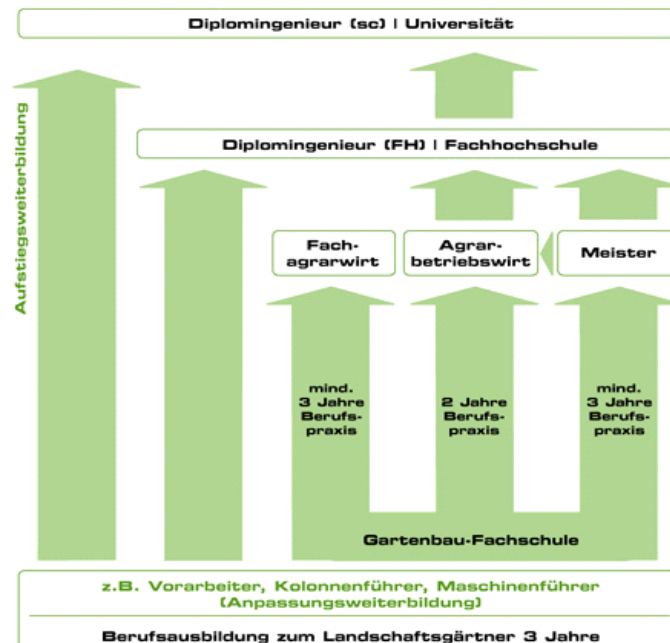 Diplomingenieur (sc) | Universität
Aufstiegsweiterbildung
Diplomingenieur (FH) | Fachhochschule
Fach-
agrarwirt
Agrar-
betriebswirt
Meister
mind.
3 Jahre
Berufs-
praxis
2 Jahre
Berufs-
praxis
mind.
3 Jahre
Berufs-
praxis
Gartenbau-Fachschule
z.B. Vorarbeiter, Kolonnenführer, Maschinenführer
(Anpassungsweiterbildung)
Berufsausbildung zum Landschaftsgärtner 3 Jahre